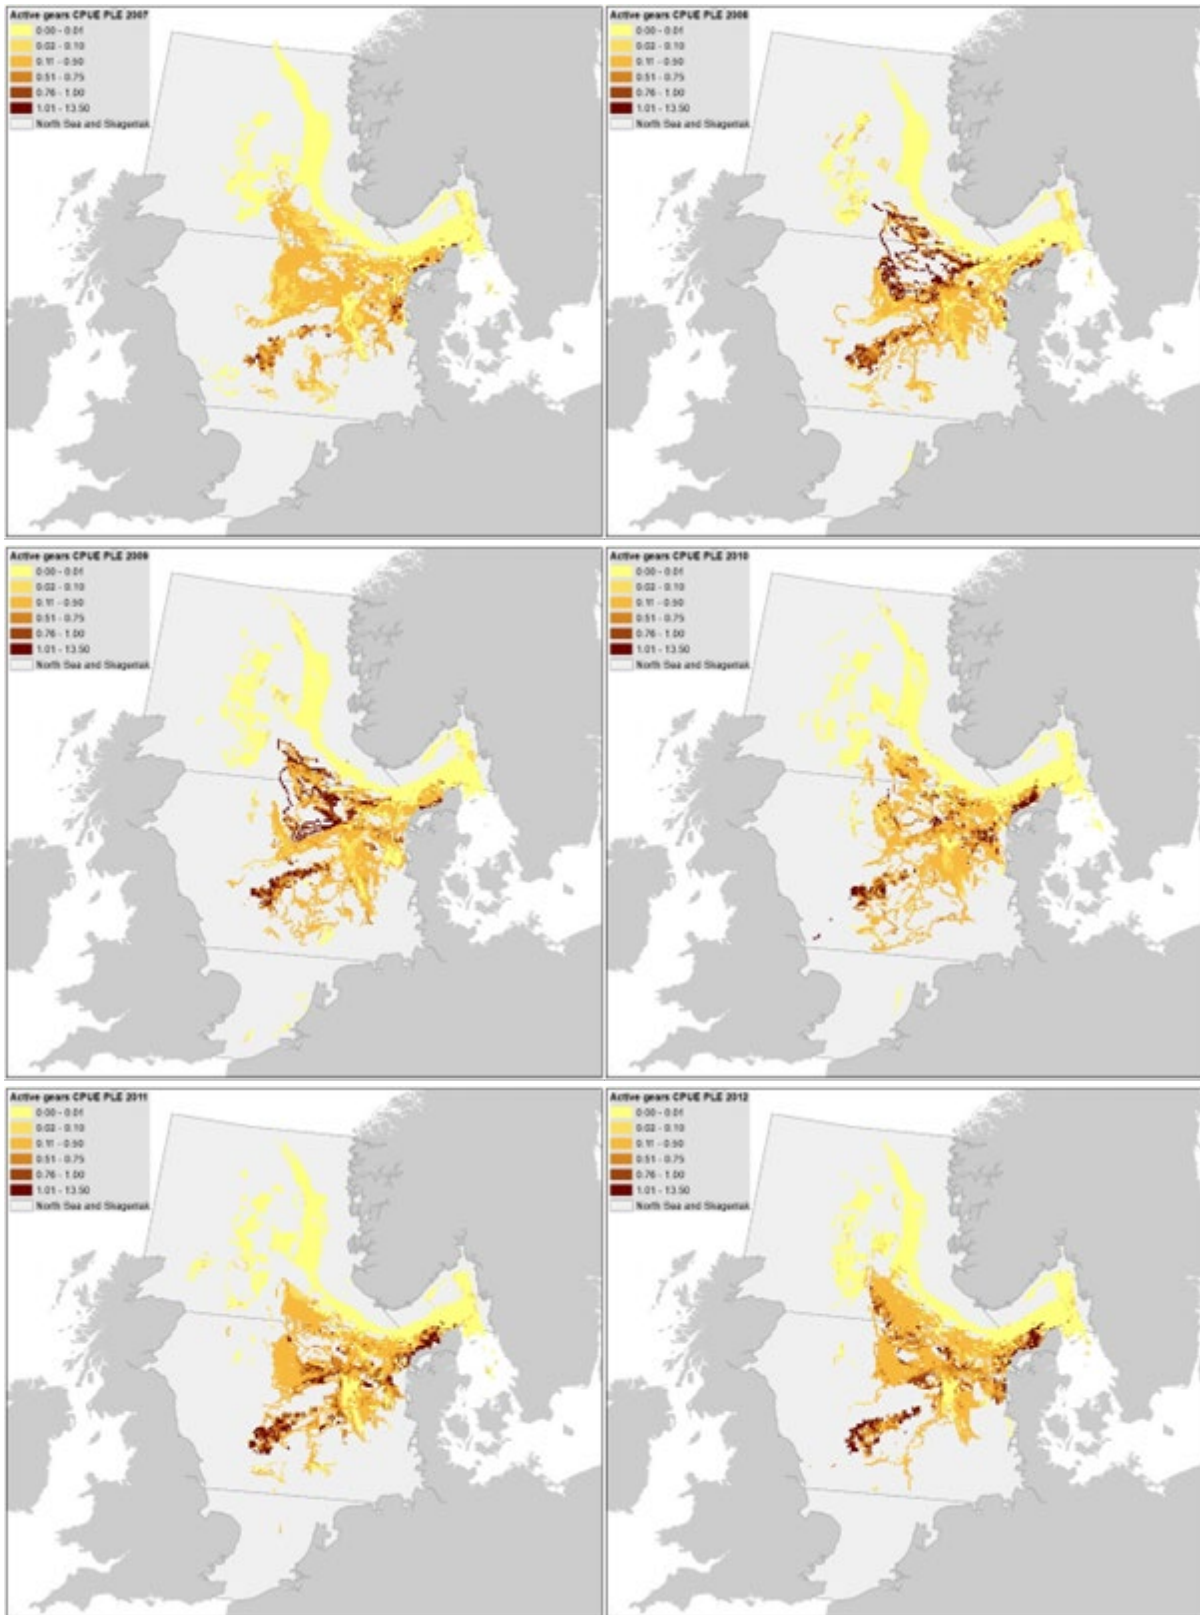 Active gears CPUE PLE 2007
0.00 - 0.01
0.02 - 0.10
0.11 - 0.50
0.51 - 0.75
0.76 - 1.00
1.01 - 13.50
North Sea and Skagerrak
Active gears CPUE PLE 2008
0.00 - 0.01
0.02 - 0.10
0.11 - 0.50
0.51 - 0.75
0.76 - 1.00
1.01 - 13.50
North Sea and Skagerrak
Active gears CPUE PLE 2009
0.00 - 0.01
0.02 - 0.10
0.11 - 0.50
0.51 - 0.75
0.76 - 1.00
1.01 - 13.50
North Sea and Skagerrak
Active gears CPUE PLE 2010
0.00 - 0.01
0.02 - 0.10
0.11 - 0.50
0.51 - 0.75
0.76 - 1.00
1.01 - 13.50
North Sea and Skagerrak
Active gears CPUE PLE 2011
0.00 - 0.01
0.02 - 0.10
0.11 - 0.50
0.51 - 0.75
0.76 - 1.00
1.01 - 13.50
North Sea and Skagerrak
Active gears CPUE PLE 2012
0.00 - 0.01
0.02 - 0.10
0.11 - 0.50
0.51 - 0.75
0.76 - 1.00
1.01 - 13.50
North Sea and Skagerrak